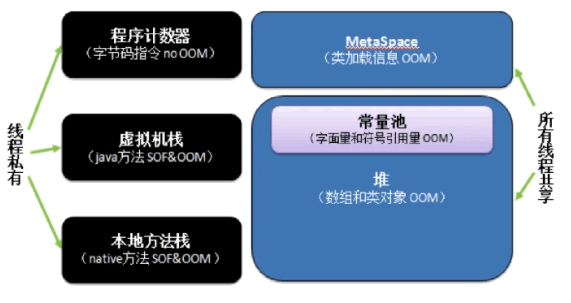 线程私有
程序计数器
（字节码指令 no OOM）
虚拟机栈
（java方法 SOF&OOM）
本地方法栈
（native方法 SOF&OOM ）
MetaSpace
（类加载信息 OOM）
常量池
（字面量和符号引用量 OOM）
堆
（数组和类对象 OOM）
所有线程共享